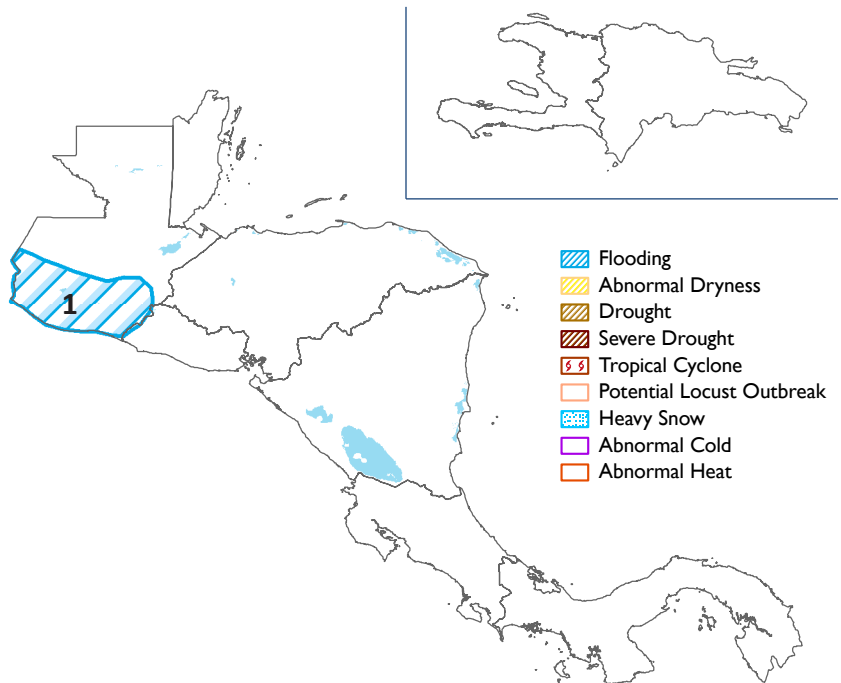 Flooding
Abnormal Dryness
Drought
1
Severe Drought
Tropical Cyclone
Potential Locust Outbreak
Heavy Snow
Abnormal Cold
Abnormal Heat